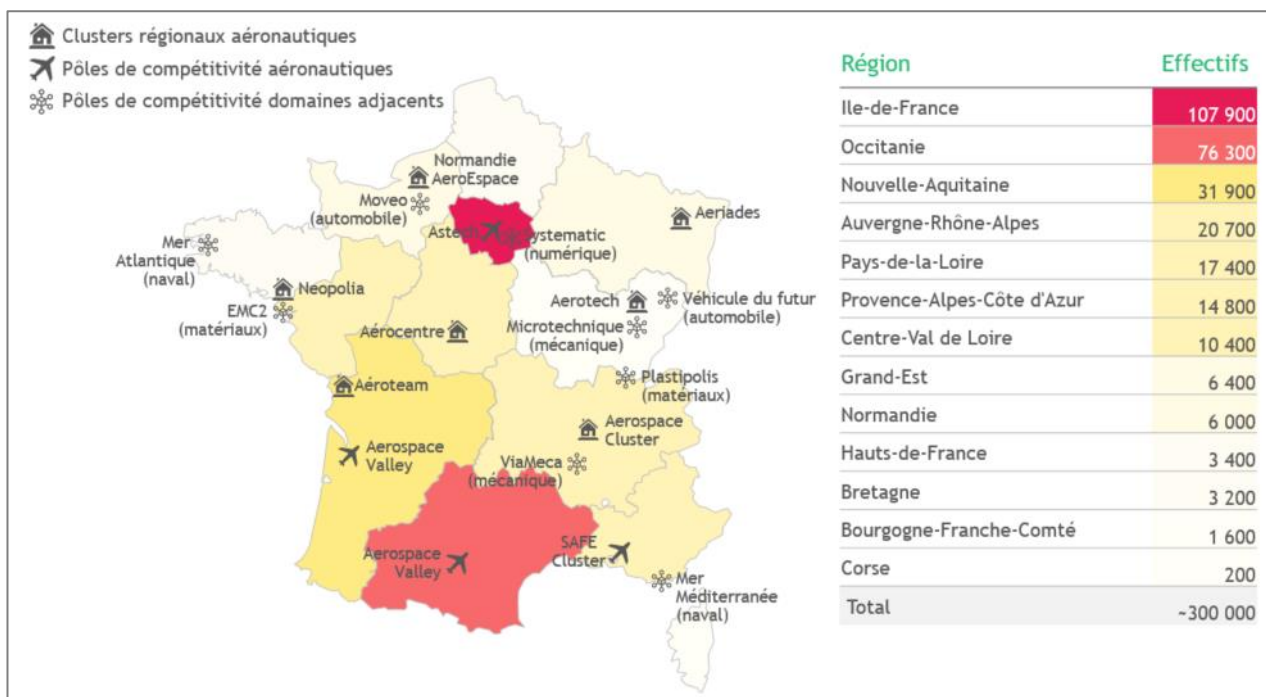 Clusters régionaux aéronautiques
Pôles de compétitivité aéronautiques
Pôles de compétitivité domaines adjacents
Normandie
AeroEspace
Moveo
(automobile)
Astech
Systematic
(numérique)
Aeriades
Mer
Atlantique
(naval)
Neopolia
EMC2
(matériaux)
Aérocentre
Aerotech
Microtechnique
(mécanique)
Véhicule du futur
(automobile)
Plastipolis
(matériaux)
Aéroteam
Aerospace
Cluster
Aerospace
Valley
ViaMeca
(mécanique)
Aerospace
Valley
SAFE
Cluster
Mer
Méditerranée
(naval)
Région Effectifs
Ile-de-France 107 900
Occitanie 76 300
Nouvelle-Aquitaine 31 900
Auvergne-Rhône-Alpes 20 700
Pays-de-la-Loire 17 400
Provence-Alpes-Côte d'Azur 14 800
Centre-Val de Loire 10 400
Grand-Est 6 400
Normandie 6 000
Hauts-de-France 3 400
Bretagne 3 200
Bourgogne-Franche-Comté 1 600
Corse 200
Total ~300 000